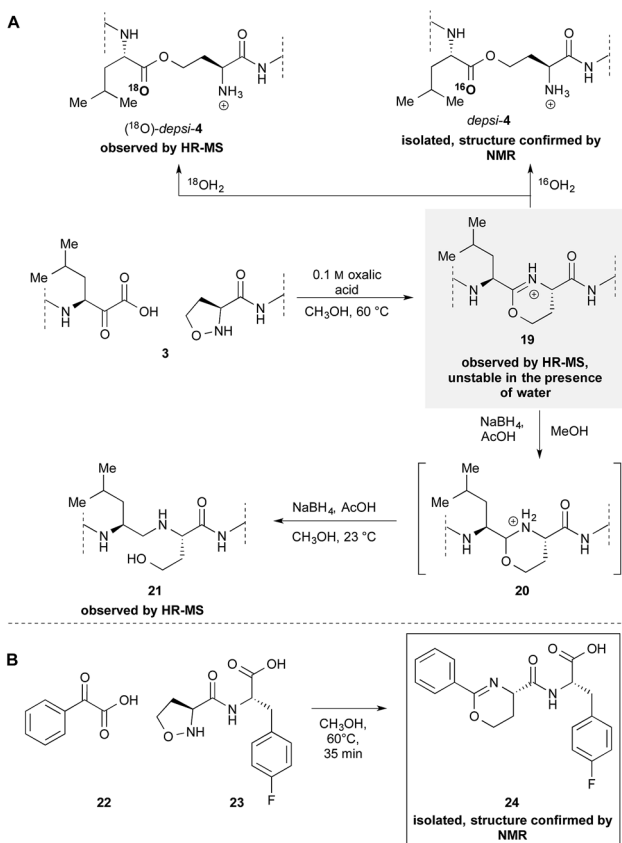 A
NH
O
O
18O
Me
Me
NH3
⊕
N
H
(18O)-depsi-4
observed by HR-MS
NH
O
O
16O
Me
Me
NH3
⊕
N
H
depsi-4
isolated, structure confirmed by
NMR
18OH2
16OH2
Me
Me
N
H
O
O
OH
O
N
H
O
NH
3
0.1 M oxalic
acid
CH3OH, 60 °C
Me
Me
N
H
NH
⊕
O
O
N
H
19
observed by HR-MS,
unstable in the presence
of water
NaBH4,
AcOH
MeOH
Me
Me
N
H
H
N
O
N
H
HO
21
observed by HR-MS
NaBH4, AcOH
CH3OH, 23 °C
Me
Me
N
H
⊕
NH2
O
O
N
H
20
B
O
OH
O
22
O
OH
O
N
H
O
NH
F
23
CH3OH,
60°C,
35 min
O
OH
O
N
N
H
O
F
24
isolated, structure confirmed by
NMR